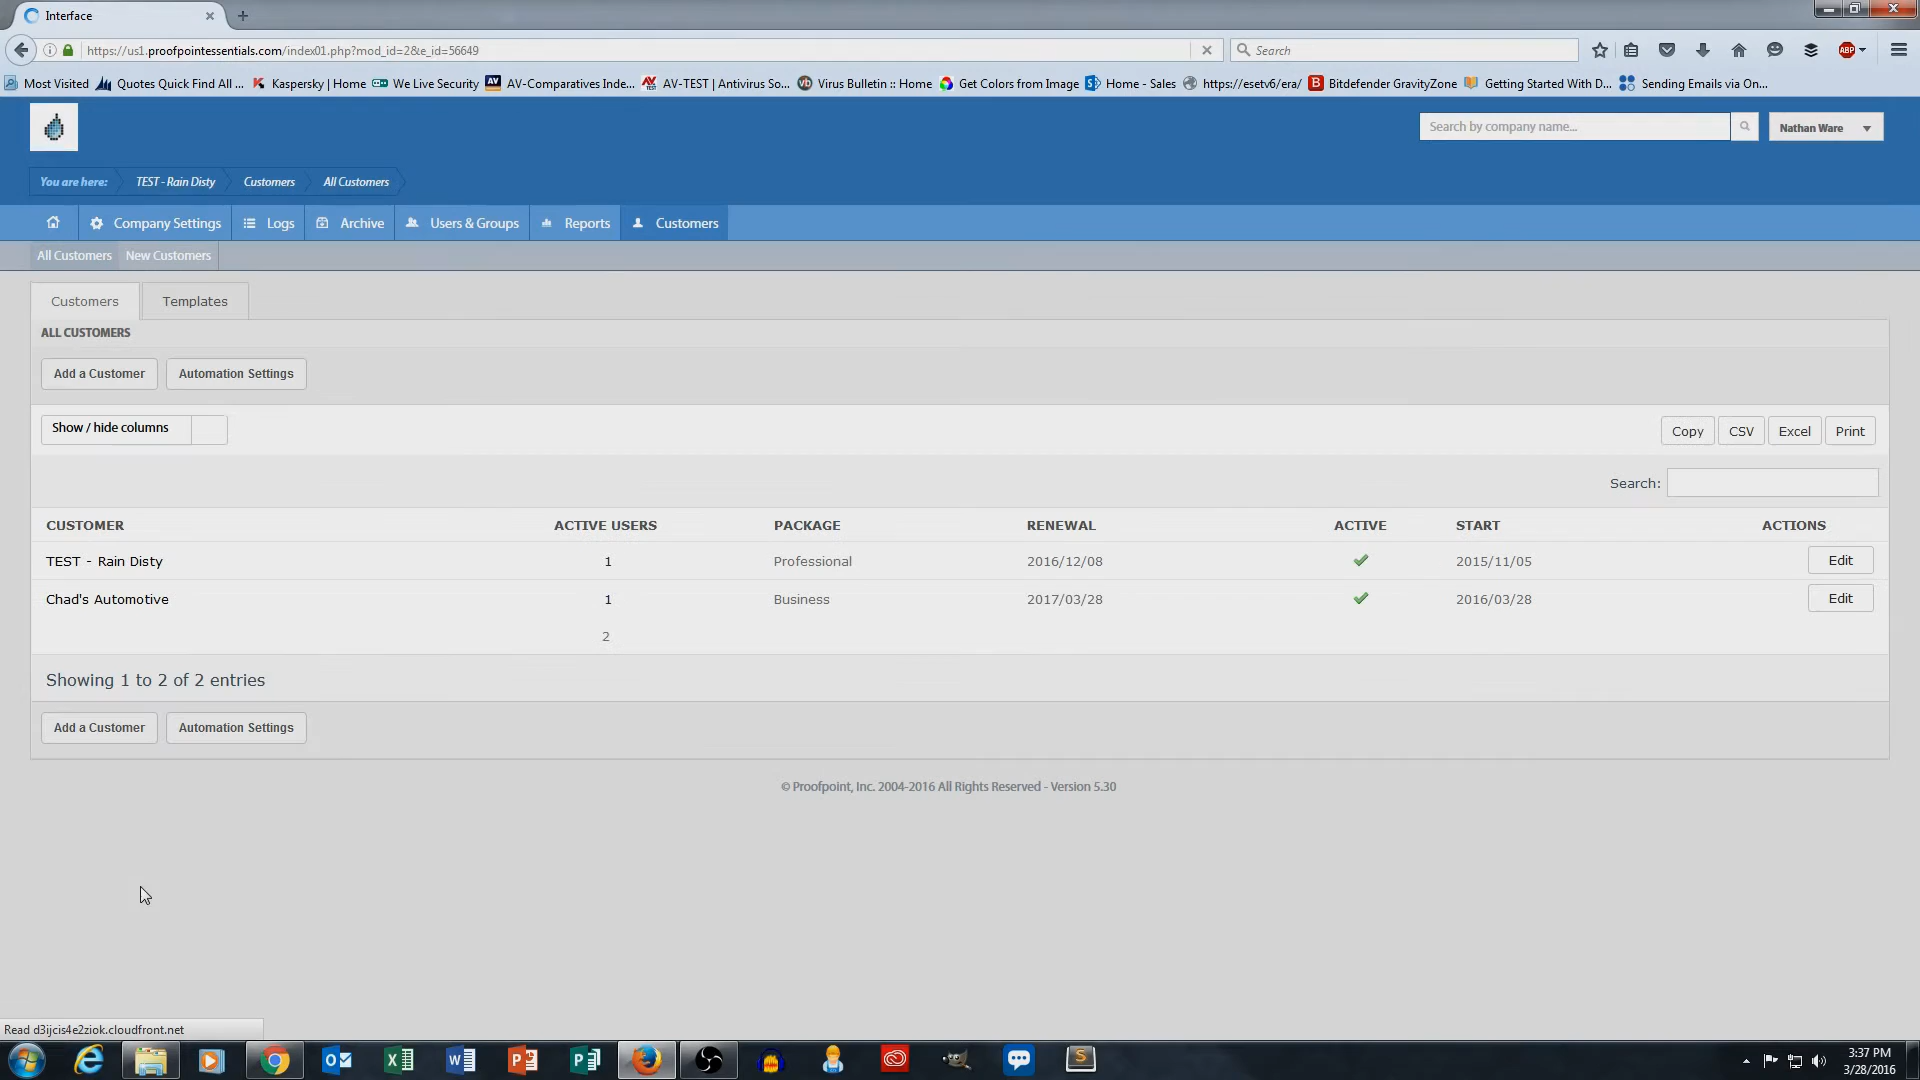 Interface
https://us1.proofpointessentials.com/index01.php?mod_id=2&e_id=56649
Search
Most Visited Quotes Quick Find All ... Kaspersky | Home We Live Security AV-Comparatives Inde... AV-TEST | Antivirus So... Virus Bulletin :: Home Get Colors from Image Home - Sales https://esetv6/era/ Bitdefender GravityZone Getting Started With D... Sending Emails via On...
Search by company name...
Nathan Ware
You are here: TEST - Rain Disty Customers All Customers
Company Settings Logs Archive Users & Groups Reports Customers
All Customers New Customers
Customers Templates
ALL CUSTOMERS
Add a Customer Automation Settings
Show / hide columns Copy CSV Excel Print
Search:
CUSTOMER ACTIVE USERS PACKAGE RENEWAL ACTIVE START ACTIONS
TEST - Rain Disty 1 Professional 2016/12/08 2015/11/05 Edit
Chad's Automotive 1 Business 2017/03/28 2016/03/28 Edit
2
Showing 1 to 2 of 2 entries
Add a Customer Automation Settings
© Proofpoint, Inc. 2004-2016 All Rights Reserved - Version 5.30
Read d3ijcis4e2ziok.cloudfront.net
3:37 PM
3/28/2016